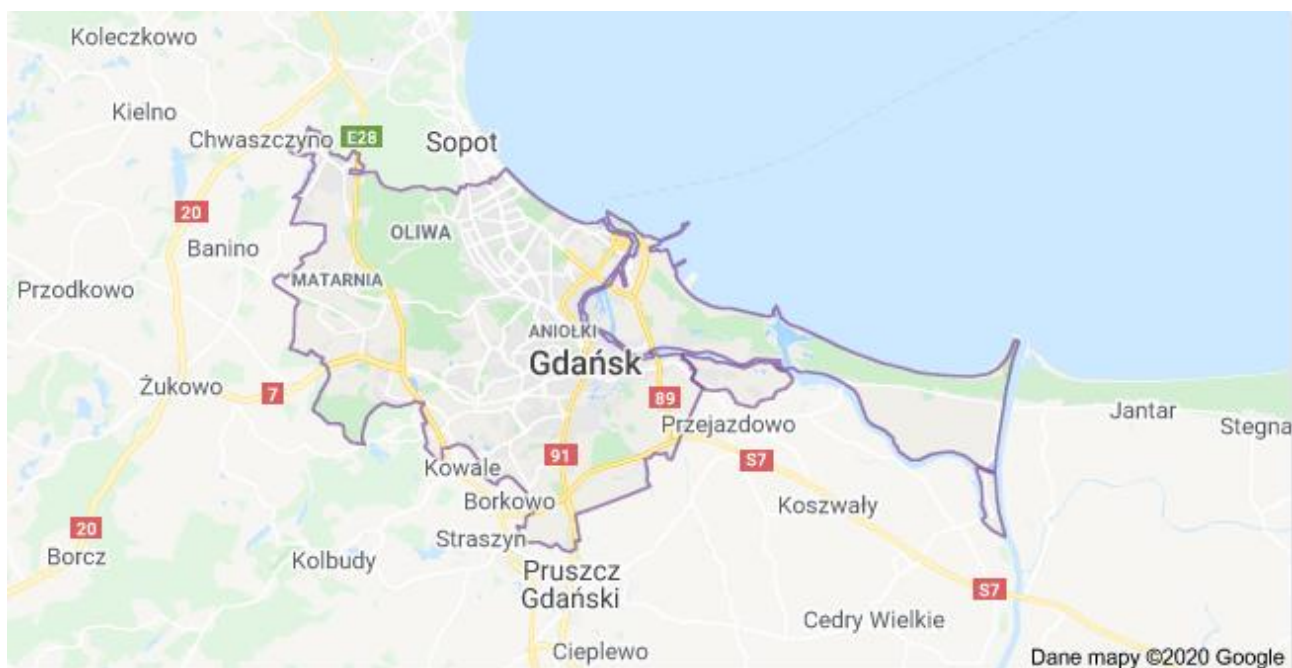 Koleczkowo
Kielno
Chwaszczyno
E28
Sopot
20
OLIWA
Banino
MATARNIA
Przodkowo
ANIOŁKI
Gdańsk
Żukowo
7
89
Jantar
Przejazdowo
Stegna
91
S7
Kowale
Borkowo
Koszwały
20
Straszyn
Borcz
Kolbudy
Pruszcz
Gdański
S7
Cedry Wielkie
Cieplewo
Dane mapy ©2020 Google